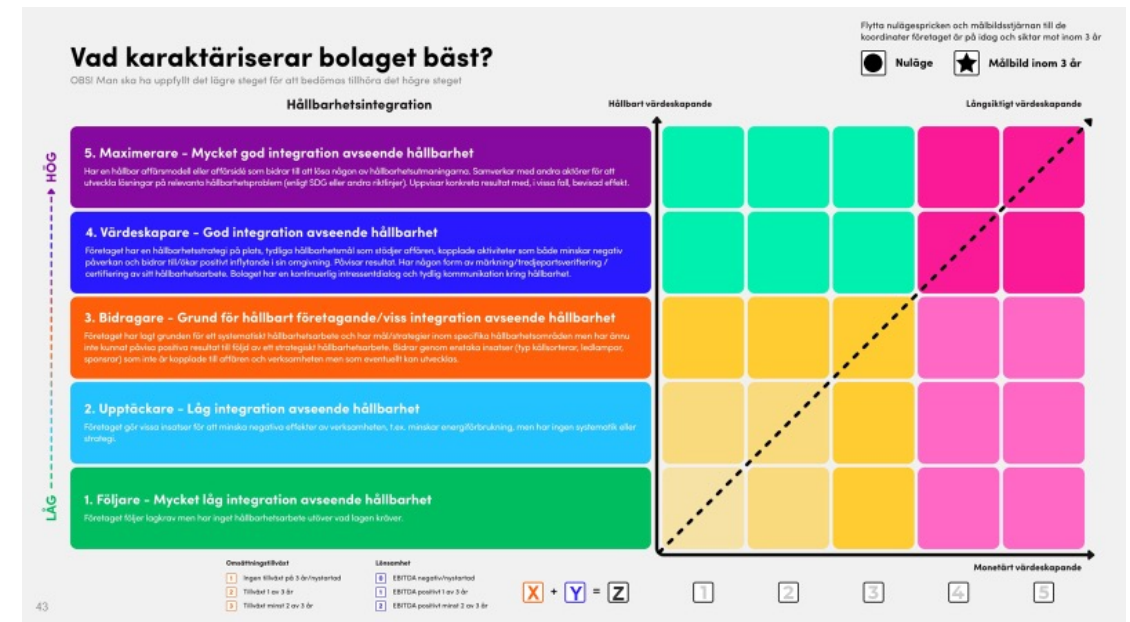 Flytta nulägespricken och målbildsstjärnan till de
koordinater företaget är på idag och siktar mot inom 3 år
Vad karaktäriserar bolaget bäst?
OBS! Man ska ha uppfyllt det lägre steget för att bedömas tillhöra det högre steget
Nuläge
Målbild inom 3 år
Hållbarhetsintegration
Hållbart värdeskapande
Långsiktigt värdeskapande
HÖG
5. Maximerare - Mycket god integration avseende hållbarhet
Har en hållbar affärsmodell eller affärsidé som bidrar till att lösa någon av hållbarhetsutmaningarna. Samverkar med andra aktörer för att
utveckla lösningar på relevanta hållbarhetsproblem (enligt SDG eller andra riktlinjer). Uppvisar konkreta resultat med, i vissa fall, bevisad effekt.
4. Värdeskapare - God integration avseende hållbarhet
Företaget har en hållbarhetsstrategi på plats, tydliga hållbarhetsmål som stödjer affären, kopplade aktiviteter som både minskar negativ
påverkan och bidrar till/ökar positivt inflytande i sin omgivning. Påvisar resultat. Har någon form av märkning/tredjepartsverifiering /
certifiering av sitt hållbarhetsarbete. Bolaget har en kontinuerlig intressentdialog och tydlig kommunikation kring hållbarhet.
3. Bidragare - Grund för hållbart företagande/viss integration avseende hållbarhet
Företaget har lagt grunden för ett systematiskt hållbarhetsarbete och har mål/strategier inom specifika hållbarhetsområden men har ännu
inte kunnat påvisa positiva resultat till följd av ett strategiskt hållbarhetsarbete. Bidrar genom enstaka insatser (typ källsorterar, ledlampor,
sponsrar) som inte är kopplade till affären och verksamheten men som eventuellt kan utvecklas.
2. Upptäckare - Låg integration avseende hållbarhet
Företaget gör vissa insatser för att minska negativa effekter av verksamheten, t.ex. minskar energiförbrukning, men har ingen systematik eller
strategi.
1. Följare - Mycket låg integration avseende hållbarhet
Företaget följer lagkrav men har inget hållbarhetsarbete utöver vad lagen kräver.
LÅG
Monetärt värdeskapande
Omsättningstillväxt
1 Ingen tillväxt på 3 år/nystartad
2 Tillväxt 1 av 3 år
3 Tillväxt minst 2 av 3 år
Lönsamhet
0 EBITDA negativ/nystartad
1 EBITDA positivt 1 av 3 år
2 EBITDA positivt minst 2 av 3 år
X + Y = Z
1 2 3 4 5
43